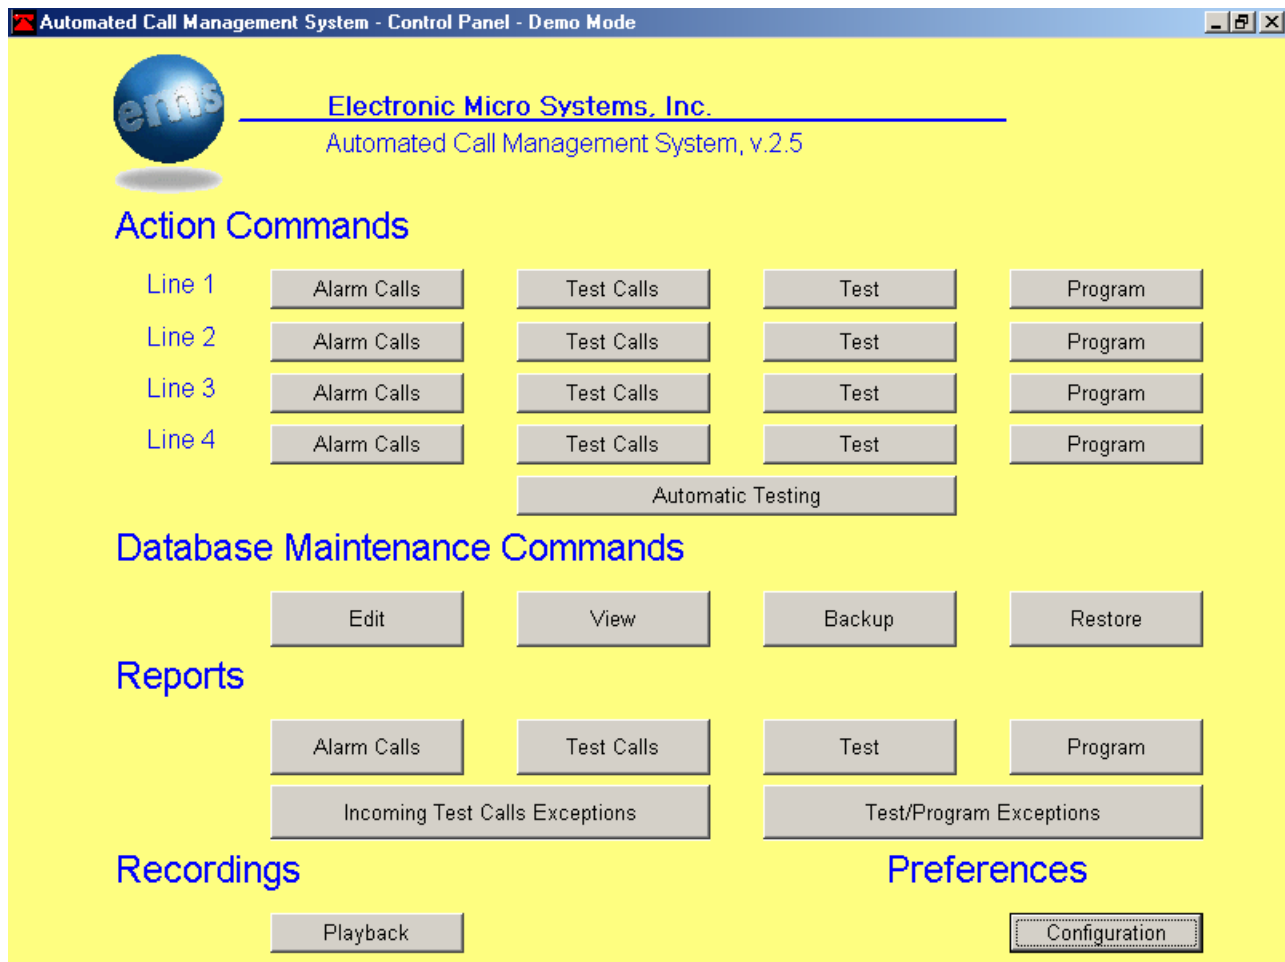 Automated Call Management System - Control Panel - Demo Mode
ems
Electronic Micro Systems, Inc.
Automated Call Management System, v.2.5
Action Commands
Line 1 Alarm Calls Test Calls Test Program
Line 2 Alarm Calls Test Calls Test Program
Line 3 Alarm Calls Test Calls Test Program
Line 4 Alarm Calls Test Calls Test Program
Automatic Testing
Database Maintenance Commands
Edit View Backup Restore
Reports
Alarm Calls Test Calls Test Program
Incoming Test Calls Exceptions Test/Program Exceptions
Recordings Preferences
Playback Configuration